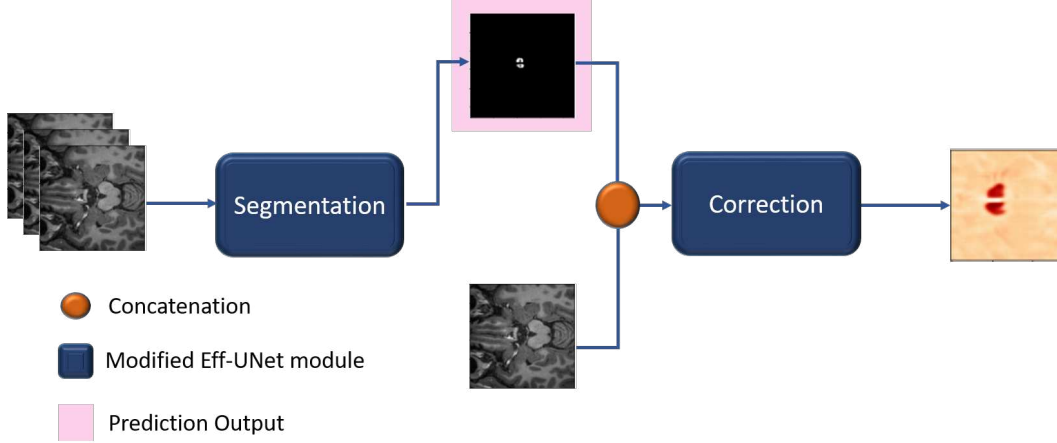 Segmentation
Correction
Concatenation
Modified Eff-UNet module
Prediction Output